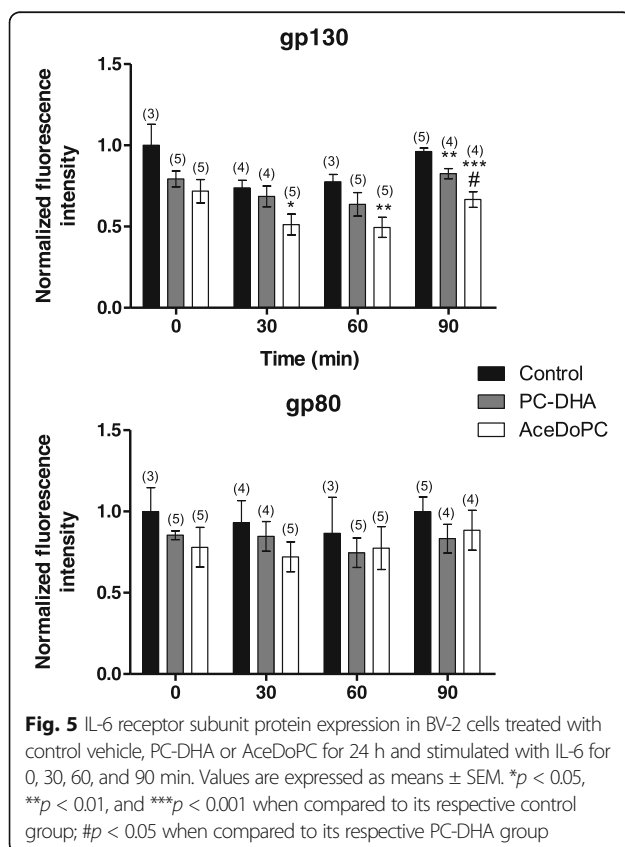 gp130
Normalized fluorescence
intensity
1.5
1.0
0.5
0.0
(3) (5) (5) (4) (4) (5) * (3) (5) (5) ** (5) (4) ** (4) *** #
0 30 60 90
Time (min)
Control
PC-DHA
AceDoPC
gp80
Normalized fluorescence
intensity
1.5
1.0
0.5
0.0
(3) (5) (5) (4) (4) (5) (3) (5) (5) (5) (4) (4)
0 30 60 90
Fig. 5 IL-6 receptor subunit protein expression in BV-2 cells treated with
control vehicle, PC-DHA or AceDoPC for 24 h and stimulated with IL-6 for
0, 30, 60, and 90 min. Values are expressed as means ± SEM. *p < 0.05,
**p < 0.01, and ***p < 0.001 when compared to its respective control
group; #p < 0.05 when compared to its respective PC-DHA group